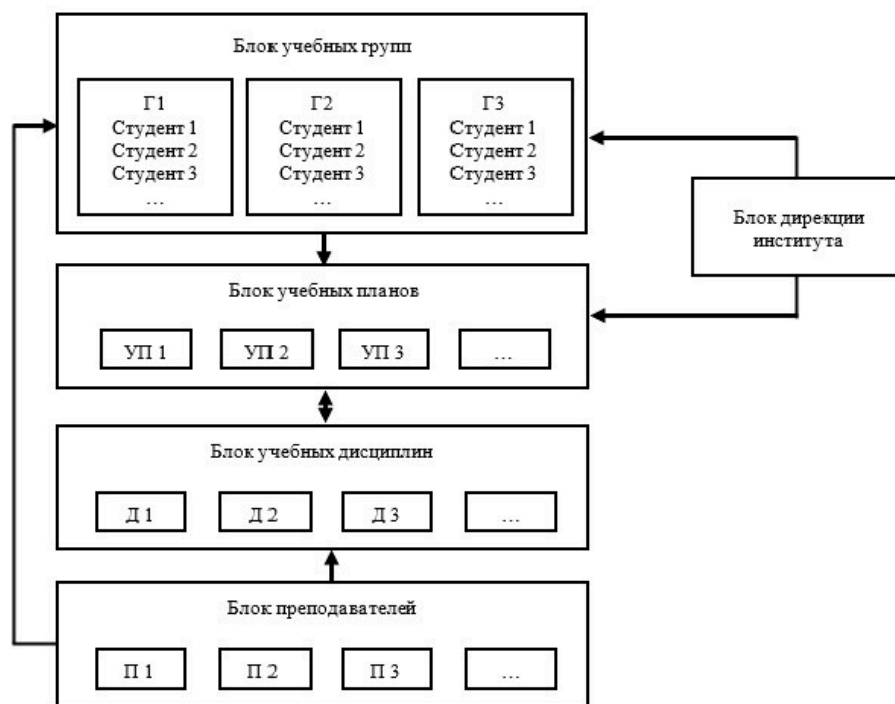 Блок учебных групп
Г1
Студент 1
Студент 2
Студент 3
...
Г2
Студент 1
Студент 2
Студент 3
...
Г3
Студент 1
Студент 2
Студент 3
...
Блок дирекции
института
Блок учебных планов
УП 1 УП 2 УП 3 ...
Блок учебных дисциплин
Д 1 Д 2 Д 3 ...
Блок преподавателей
П 1 П 2 П 3 ...